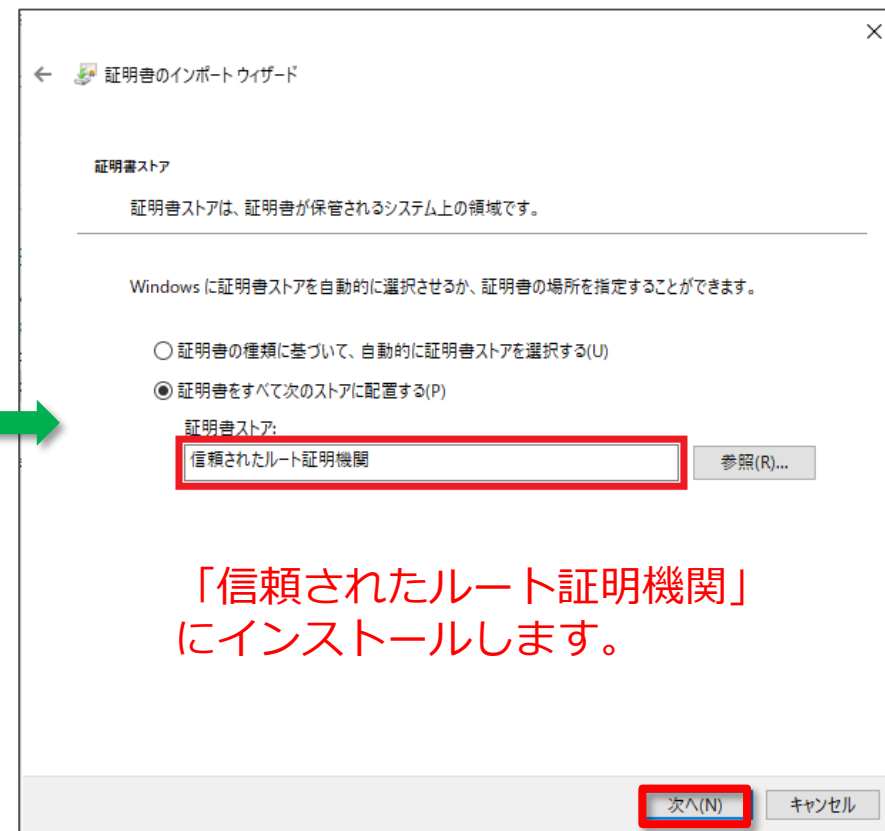 証明書のインポート ウィザード
証明書ストア
証明書ストアは、証明書が保管されるシステム上の領域です。
Windows に証明書ストアを自動的に選択させるか、証明書の場所を指定することができます。
証明書の種類に基づいて、自動的に証明書ストアを選択する(U)
証明書をすべて次のストアに配置する(P)
証明書ストア:
信頼されたルート証明機関
参照(R)...
「信頼されたルート証明機関」
にインストールします。
次へ(N)
キャンセル